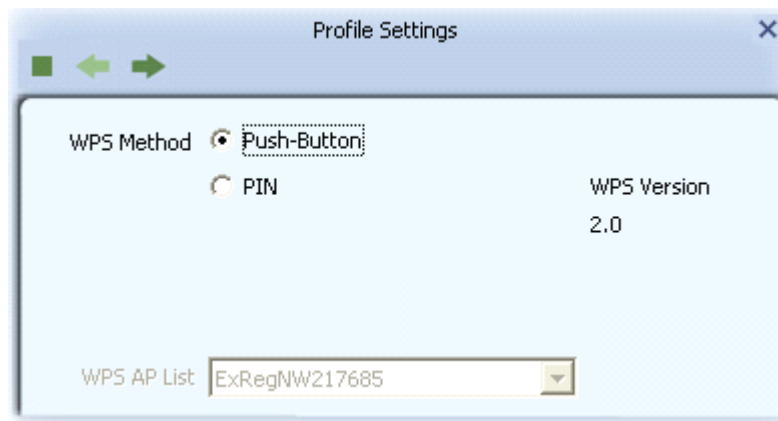 Profile Settings
WPS Method Push-Button
PIN WPS Version
2.0
WPS AP List ExRegNW217685